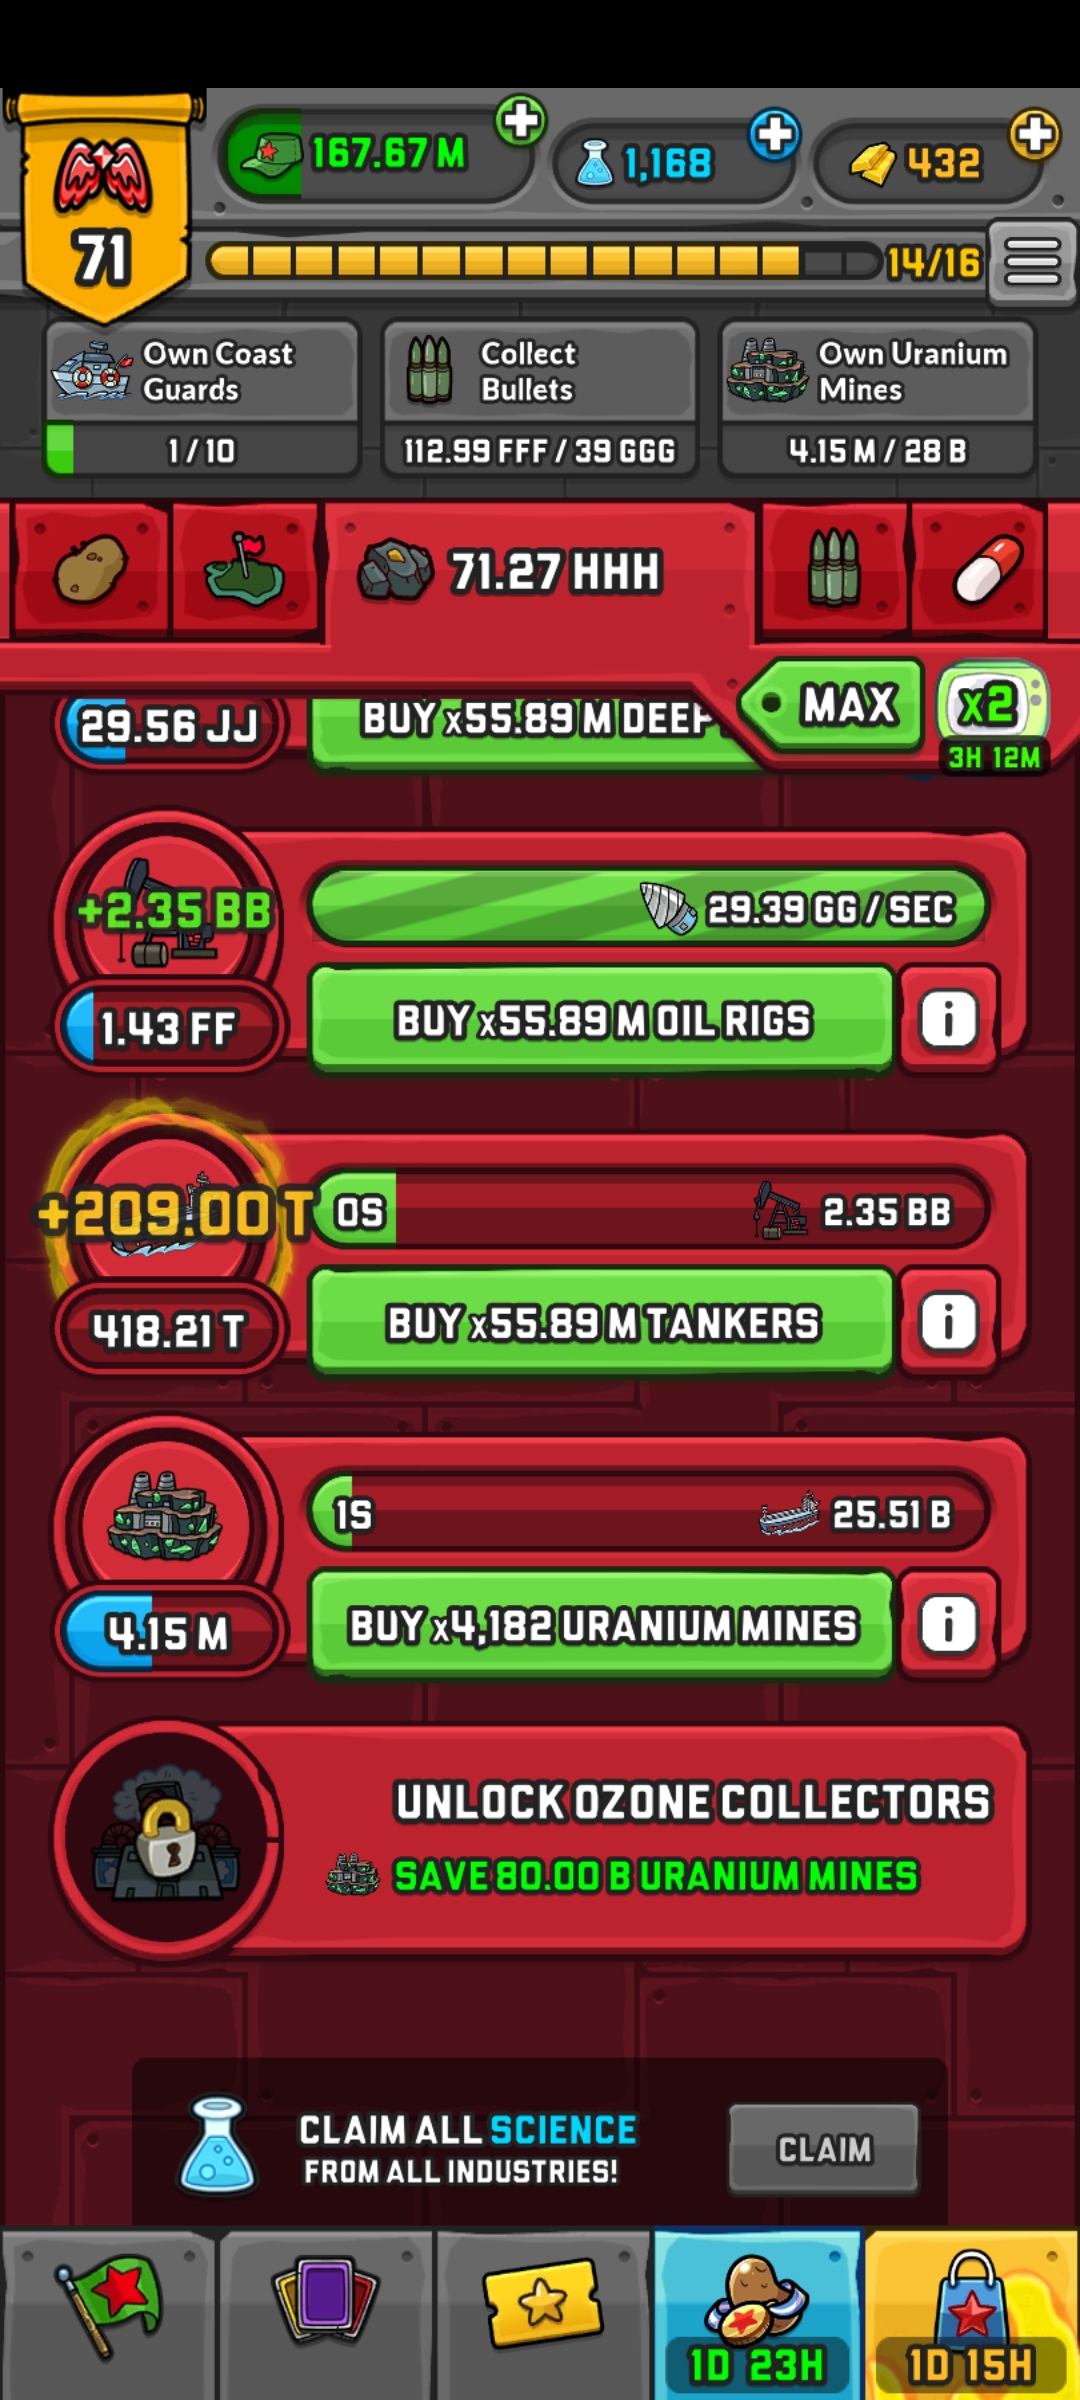 71
167.67 M
1,168
432
14/16
Own Coast
Guards
1 / 10
Collect
Bullets
112.99 FFF / 39 GGG
Own Uranium
Mines
4.15 M / 28 B
71.27 HHH
MAX
x2
3H 12M
29.56 JJ
BUY x55.89 M DEEP
+2.35 BB
29.39 GG / SEC
1.43 FF
BUY x55.89 M OIL RIGS
+209.00 T
0S
2.35 BB
418.21 T
BUY x55.89 M TANKERS
1S
25.51 B
4.15 M
BUY x4,182 URANIUM MINES
UNLOCK OZONE COLLECTORS
SAVE 80.00 B URANIUM MINES
CLAIM ALL SCIENCE
FROM ALL INDUSTRIES!
CLAIM
1D 23H
1D 15H